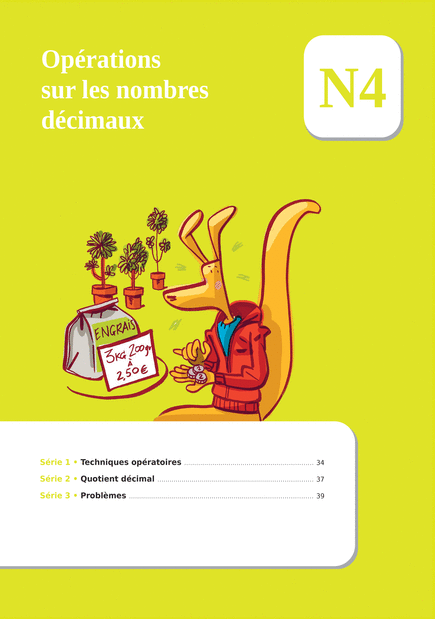 Opérations
sur les nombres
décimaux
N4
ENGRAIS
3KG 200gr
À
2,50€
Série 1 • Techniques opératoires 34
Série 2 • Quotient décimal 37
Série 3 • Problèmes 39